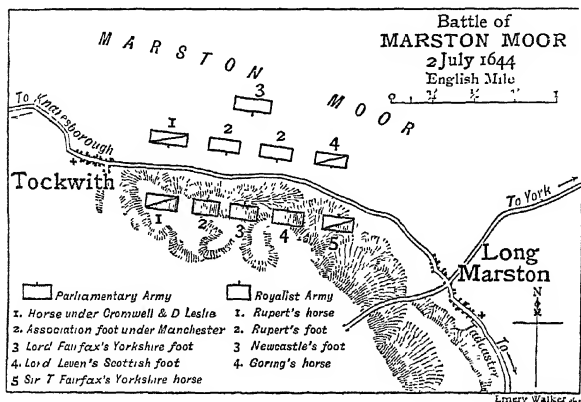 Battle of
MARSTON MOOR
2 July 1644
English Mile
MARSTON MOOR
To Knaresborough
3
1
2
2
4
Tockwith
1
2
3
4
5
To York
Long
Marston
N
To Tadcaster
Parliamentary Army
1. Horse under Cromwell & D Leslie
2. Association foot under Manchester
3 Lord Fairfax's Yorkshire foot
4. Lord Leven's Scottish foot
5 Sir T Fairfax's Yorkshire horse
Royalist Army
1. Rupert's horse
2. Rupert's foot
3 Newcastle's foot
4. Goring's horse
Emery Walker